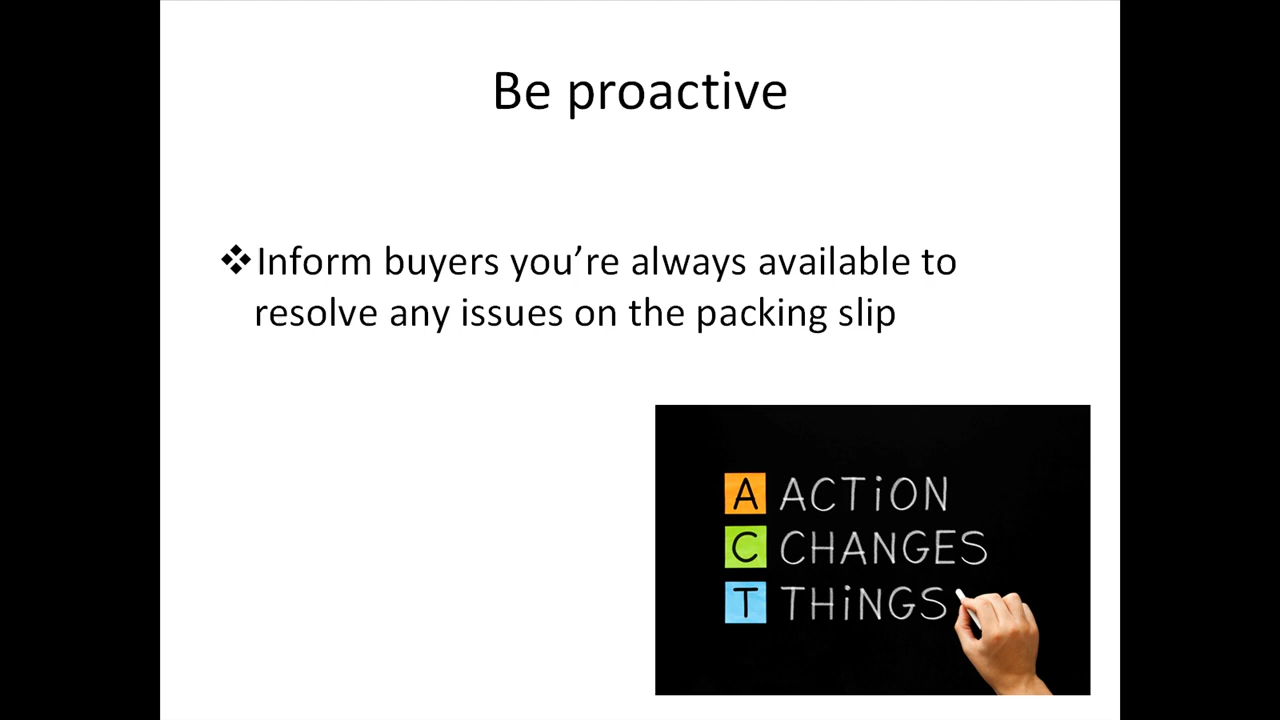 Be proactive
❖Inform buyers you’re always available to
resolve any issues on the packing slip
A ACTiON
C CHANGES
T THiNGS